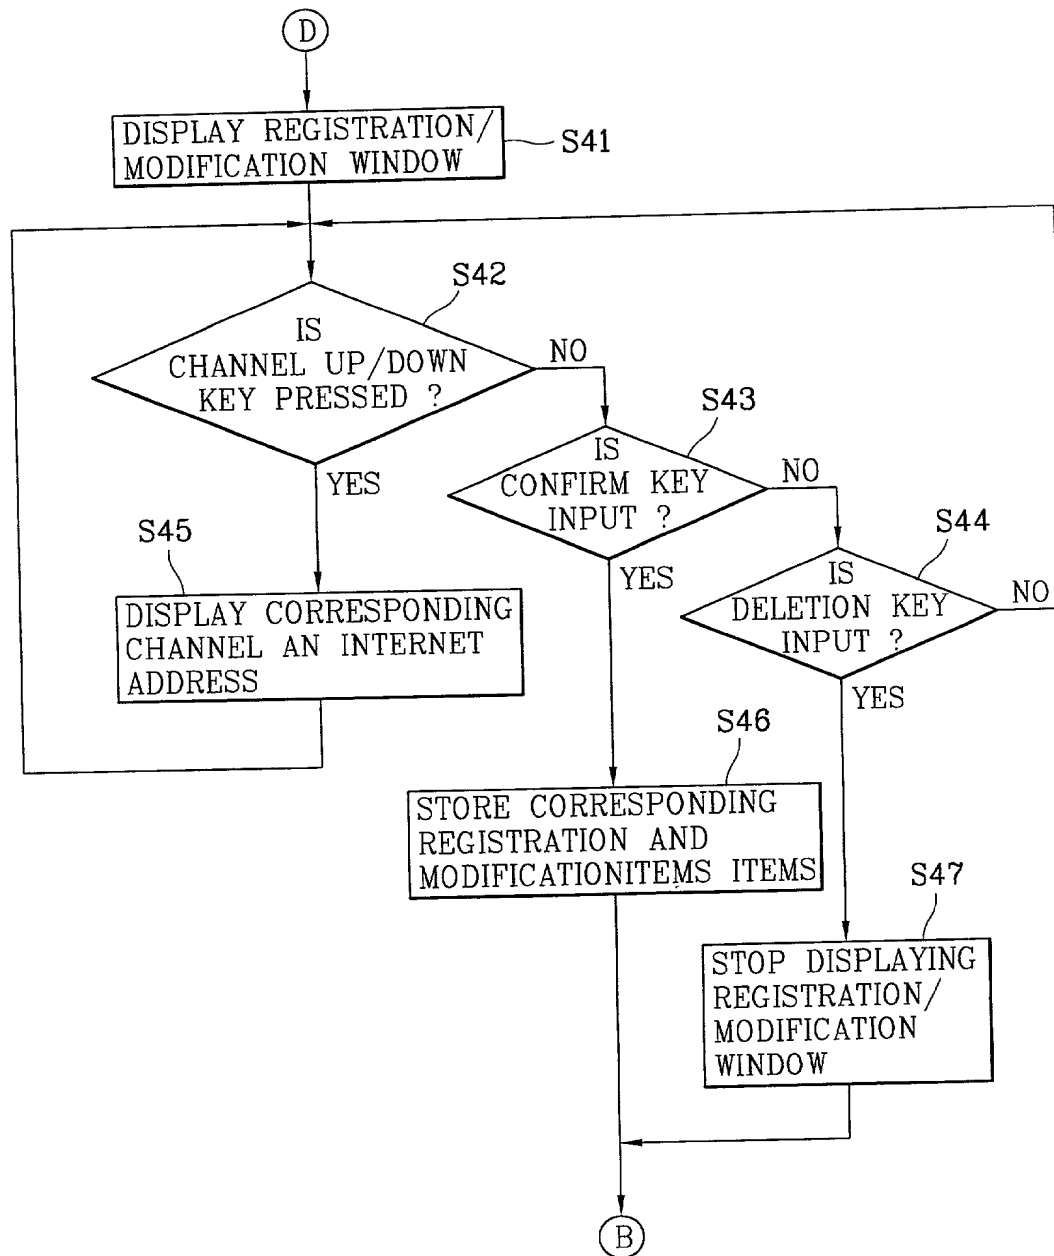 D
DISPLAY REGISTRATION/
MODIFICATION WINDOW
S41
S42
IS
CHANNEL UP/DOWN
KEY PRESSED ?
NO
YES
S43
IS
CONFIRM KEY
INPUT ?
NO
YES
S44
IS
DELETION KEY
INPUT ?
NO
YES
S45
DISPLAY CORRESPONDING
CHANNEL AN INTERNET
ADDRESS
S46
STORE CORRESPONDING
REGISTRATION AND
MODIFICATIONITEMS ITEMS
S47
STOP DISPLAYING
REGISTRATION/
MODIFICATION
WINDOW
B